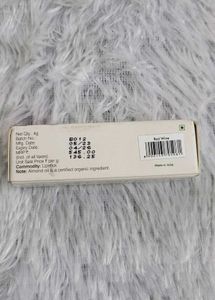 Net Qty.: 4g
Batch No.: B012
Mfg. Date: 05/23
Expiry Date: 04/26
MRP ₹ 545.00
(Incl. of all taxes)
Unit Sale Price ₹ per g: 136.25
Commodity: Lipstick
Note: Almond oil is a certified organic ingredient.
Red Wine
Made in India